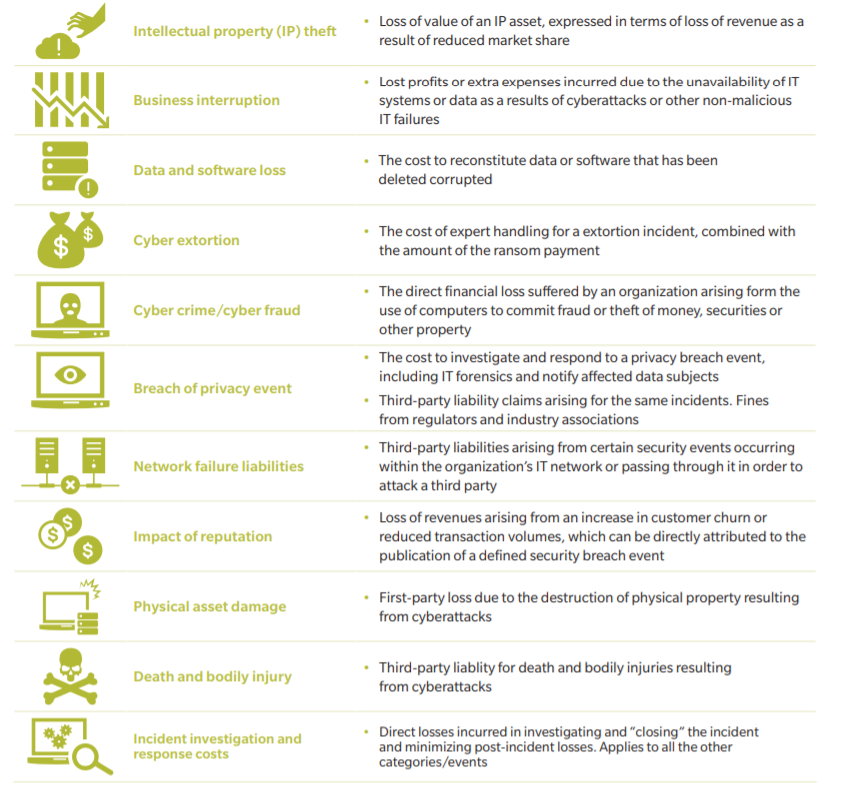 Intellectual property (IP) theft
• Loss of value of an IP asset, expressed in terms of loss of revenue as a
result of reduced market share
Business interruption
• Lost profits or extra expenses incurred due to the unavailability of IT
systems or data as a results of cyberattacks or other non-malicious
IT failures
Data and software loss
• The cost to reconstitute data or software that has been
deleted corrupted
Cyber extortion
• The cost of expert handling for a extortion incident, combined with
the amount of the ransom payment
Cyber crime/cyber fraud
• The direct financial loss suffered by an organization arising form the
use of computers to commit fraud or theft of money, securities or
other property
Breach of privacy event
• The cost to investigate and respond to a privacy breach event,
including IT forensics and notify affected data subjects
• Third-party liability claims arising for the same incidents. Fines
from regulators and industry associations
Network failure liabilities
• Third-party liabilities arising from certain security events occurring
within the organization's IT network or passing through it in order to
attack a third party
Impact of reputation
• Loss of revenues arising from an increase in customer churn or
reduced transaction volumes, which can be directly attributed to the
publication of a defined security breach event
Physical asset damage
• First-party loss due to the destruction of physical property resulting
from cyberattacks
Death and bodily injury
• Third-party liablity for death and bodily injuries resulting
from cyberattacks
Incident investigation and
response costs
• Direct losses incurred in investigating and “closing” the incident
and minimizing post-incident losses. Applies to all the other
categories/events